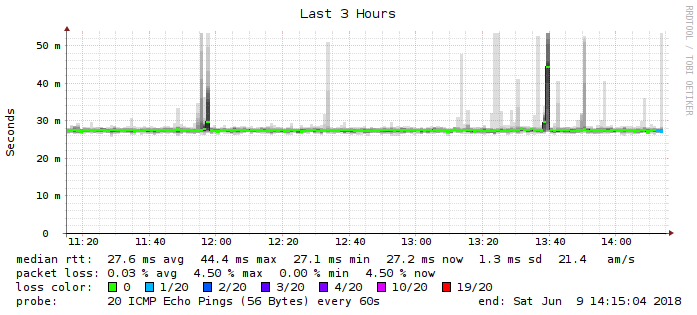 Last 3 Hours
RRDTOOL / TOBI OETIKER
Seconds
50 m
40 m
30 m
20 m
10 m
0
11:20 11:40 12:00 12:20 12:40 13:00 13:20 13:40 14:00
median rtt: 27.6 ms avg 44.4 ms max 27.1 ms min 27.2 ms now 1.3 ms sd 21.4 am/s
packet loss: 0.03 % avg 4.50 % max 0.00 % min 4.50 % now
loss color: 0 1/20 2/20 3/20 4/20 10/20 19/20
probe: 20 ICMP Echo Pings (56 Bytes) every 60s end: Sat Jun 9 14:15:04 2018